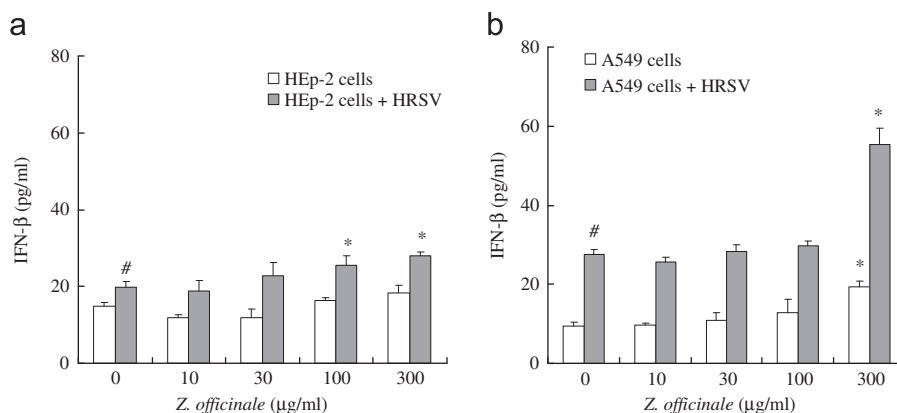 a
80
60
40
20
0
IFN-β (pg/ml)
HEp-2 cells
HEp-2 cells + HRSV
#
*
*
0 10 30 100 300
Z. officinale (μg/ml)
b
80
60
40
20
0
IFN-β (pg/ml)
A549 cells
A549 cells + HRSV
#
*
*
0 10 30 100 300
Z. officinale (μg/ml)